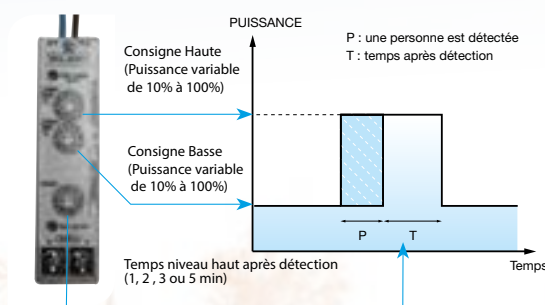 PUISSANCE
Consigne Haute
(Puissance variable
de 10% à 100%)
P : une personne est détectée
T : temps après détection
Consigne Basse
(Puissance variable
de 10% à 100%)
P
T
Temps
Temps niveau haut après détection
(1, 2 , 3 ou 5 min)